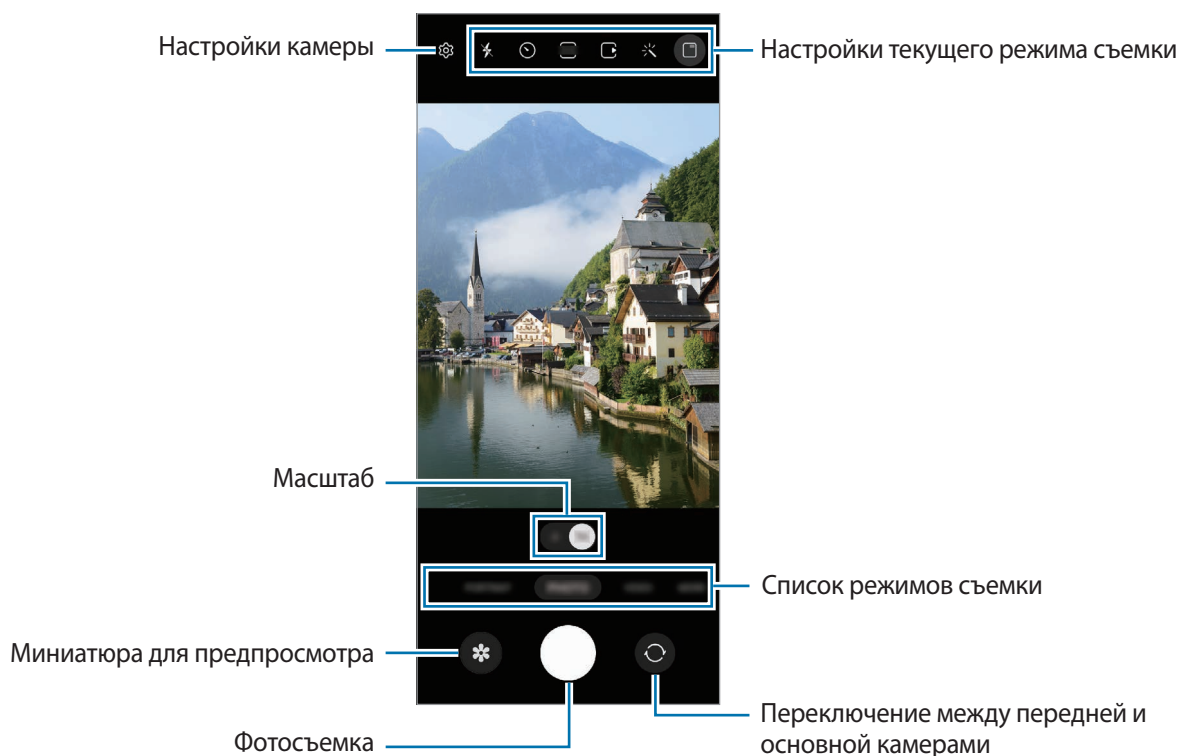 Настройки камеры
Настройки текущего режима съемки
Масштаб
Список режимов съемки
Миниатюра для предпросмотра
Фотосъемка
Переключение между передней и
основной камерами